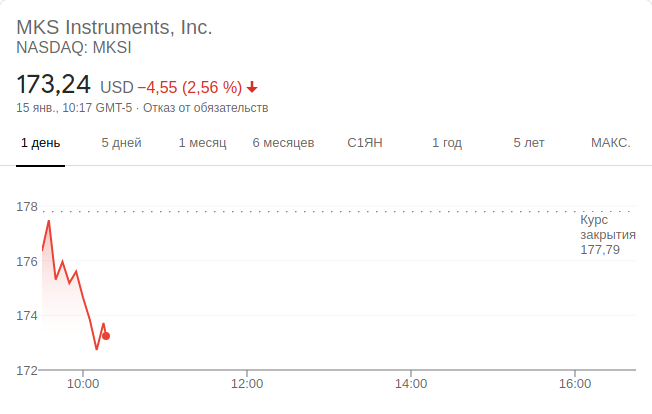 MKS Instruments, Inc.
NASDAQ: MKSI
173,24 USD −4,55 (2,56 %)
15 янв., 10:17 GMT-5 · Отказ от обязательств
1 день 5 дней 1 месяц 6 месяцев С1ЯН 1 год 5 лет МАКС.
178
Курс
закрытия
177,79
176
174
172
10:00 12:00 14:00 16:00